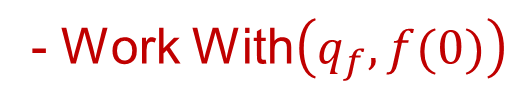 - Work With(q_f, f(0))